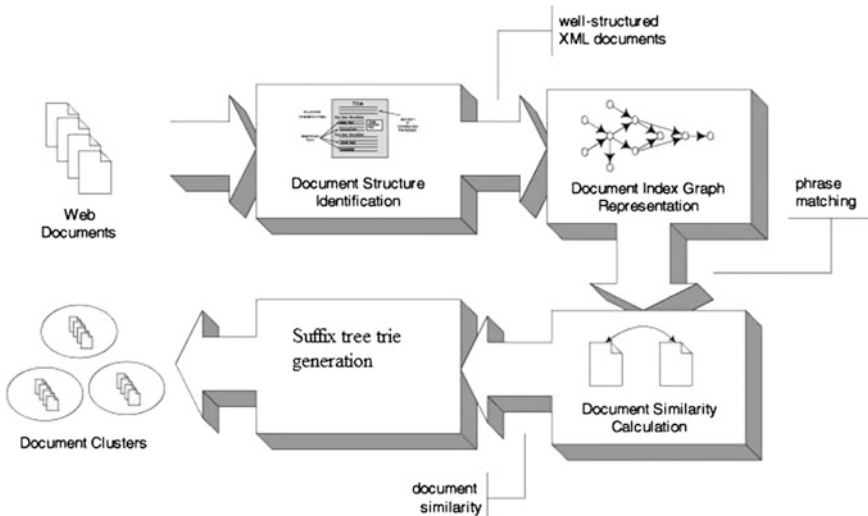 well-structured
XML documents
Title
Web
Documents
Document Structure
Identification
Document Index Graph
Representation
phrase
matching
Document Clusters
Suffix tree trie
generation
Document Similarity
Calculation
document
similarity